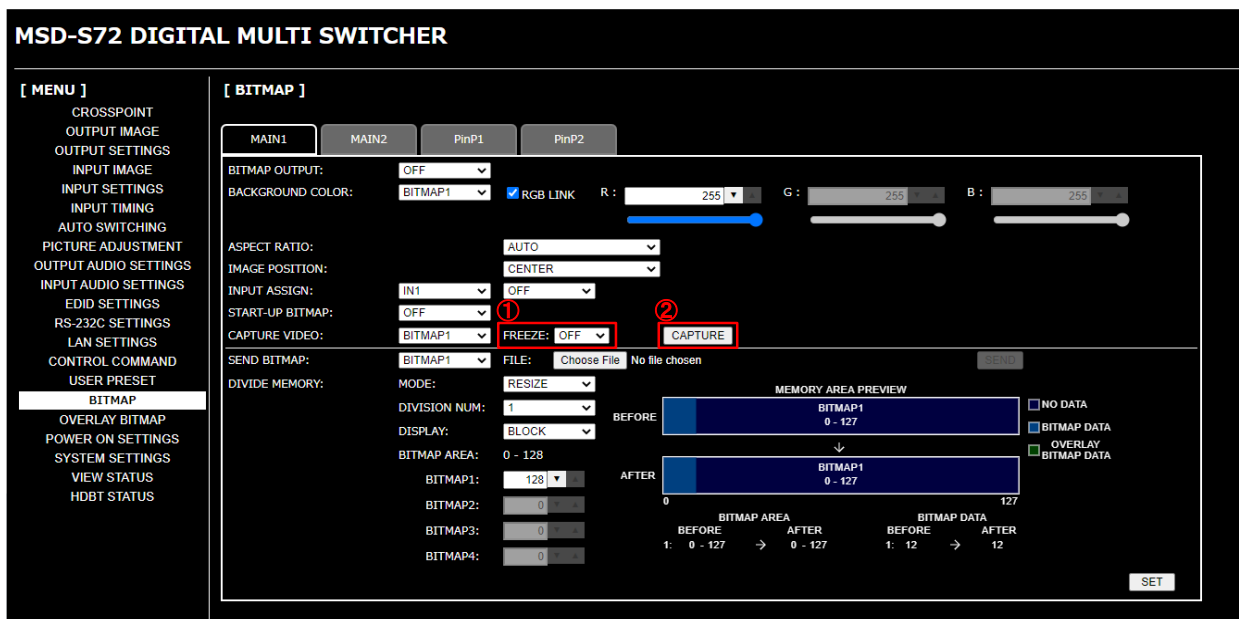 MSD-S72 DIGITAL MULTI SWITCHER
[ MENU ]
CROSSPOINT
OUTPUT IMAGE
OUTPUT SETTINGS
INPUT IMAGE
INPUT SETTINGS
INPUT TIMING
AUTO SWITCHING
PICTURE ADJUSTMENT
OUTPUT AUDIO SETTINGS
INPUT AUDIO SETTINGS
EDID SETTINGS
RS-232C SETTINGS
LAN SETTINGS
CONTROL COMMAND
USER PRESET
BITMAP
OVERLAY BITMAP
POWER ON SETTINGS
SYSTEM SETTINGS
VIEW STATUS
HDBT STATUS
[ BITMAP ]
MAIN1 MAIN2 PinP1 PinP2
BITMAP OUTPUT: OFF
BACKGROUND COLOR: BITMAP1 RGB LINK R : 255 G : 255 B : 255
ASPECT RATIO: AUTO
IMAGE POSITION: CENTER
INPUT ASSIGN: IN1 OFF
START-UP BITMAP: OFF ① ②
CAPTURE VIDEO: BITMAP1 FREEZE: OFF CAPTURE
SEND BITMAP: BITMAP1 FILE: Choose File No file chosen SEND
DIVIDE MEMORY: MODE: RESIZE
DIVISION NUM: 1
DISPLAY: BLOCK
BITMAP AREA: 0 - 128
BITMAP1: 128
BITMAP2: 0
BITMAP3: 0
BITMAP4: 0
MEMORY AREA PREVIEW
BEFORE BITMAP1
0 - 127
↓
AFTER BITMAP1
0 - 127
0 127
NO DATA
BITMAP DATA
OVERLAY
BITMAP DATA
BITMAP AREA BITMAP DATA
BEFORE AFTER BEFORE AFTER
1: 0 - 127 → 0 - 127 1: 12 → 12
SET